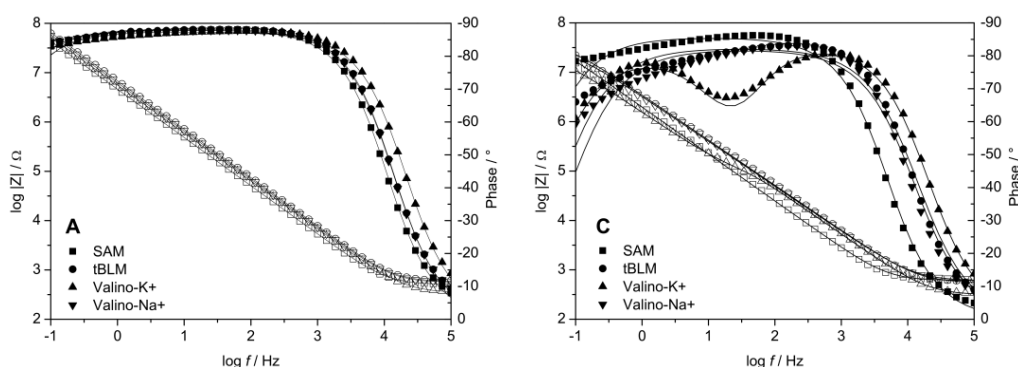 8
7
6
5
4
3
2
log |Z| / Ω
-90
-80
-70
-60
-50
-40
-30
-20
-10
0
Phase / °
A
SAM
tBLM
Valino-K+
Valino-Na+
-1 0 1 2 3 4 5
log f / Hz
8
7
6
5
4
3
2
log |Z| / Ω
-90
-80
-70
-60
-50
-40
-30
-20
-10
0
Phase / °
C
SAM
tBLM
Valino-K+
Valino-Na+
-1 0 1 2 3 4 5
log f / Hz